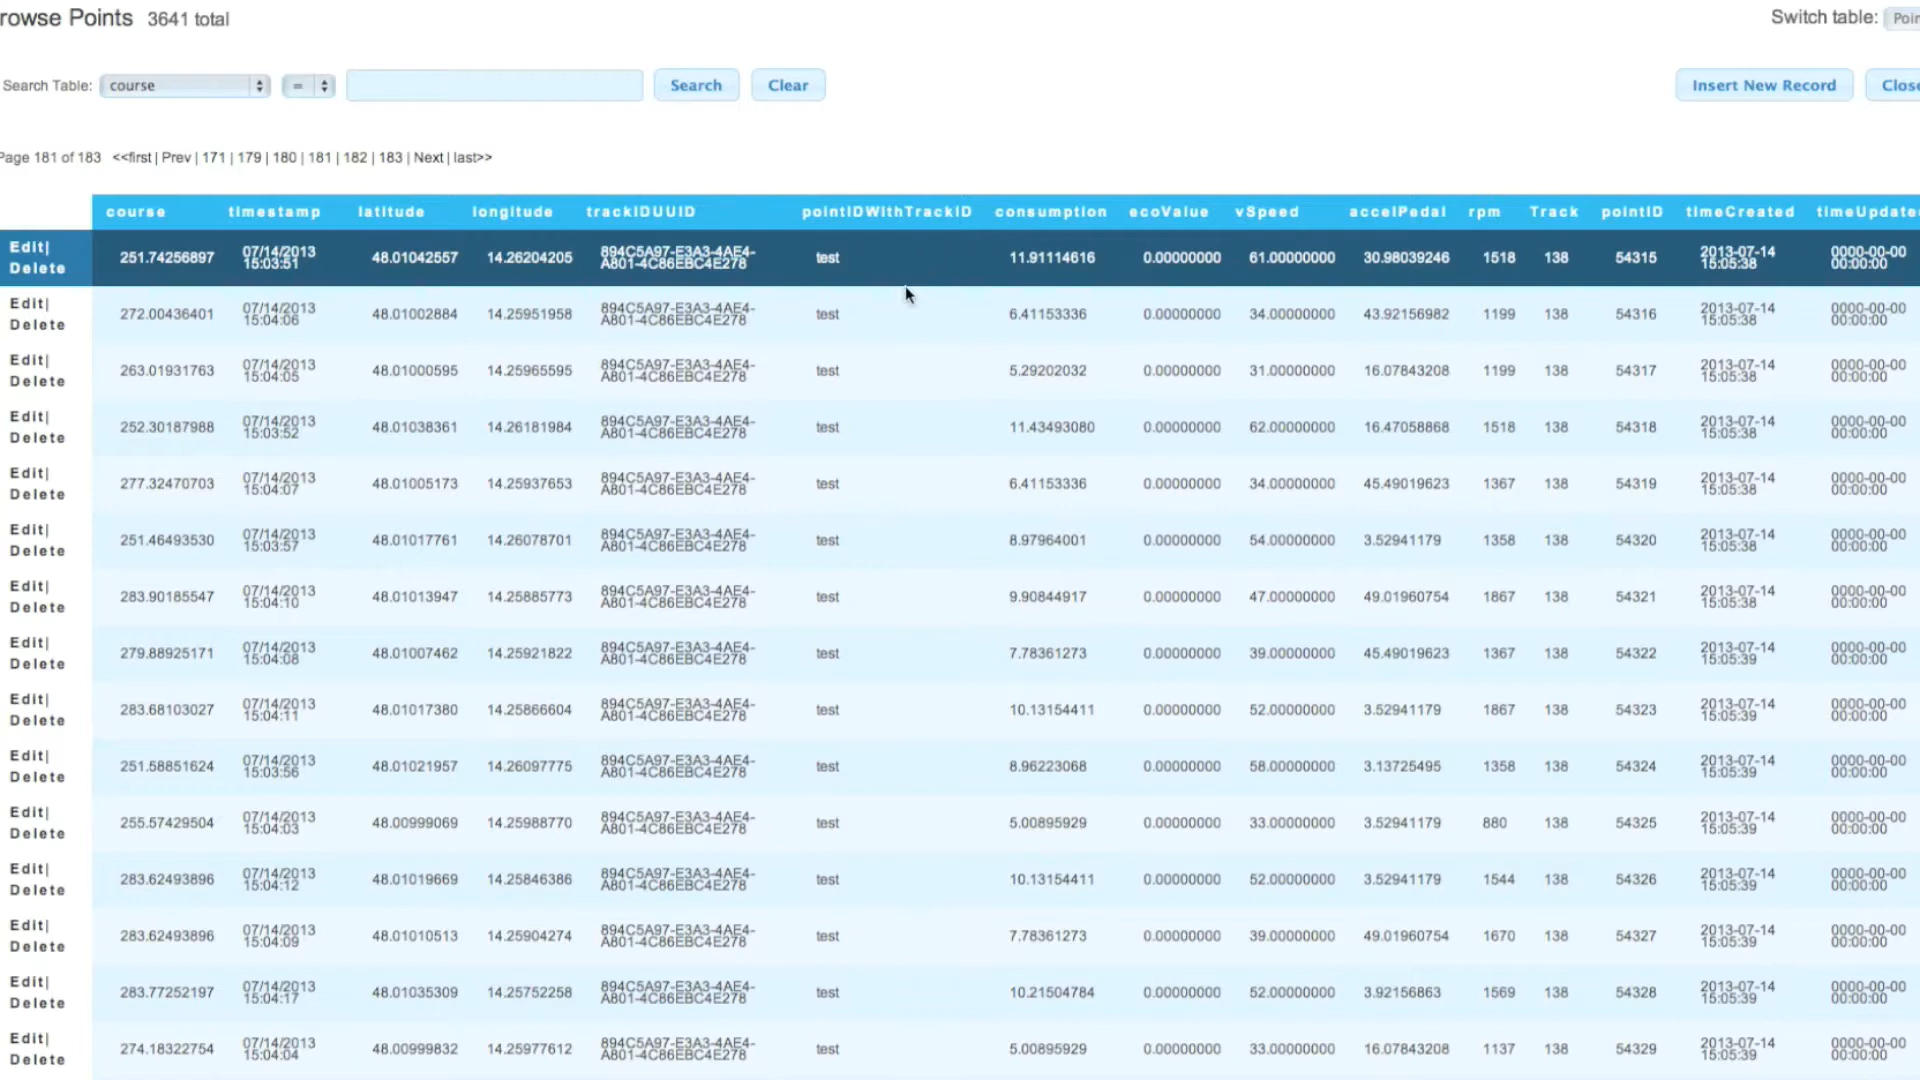 rowse Points 3641 total Switch table: Poin
Search Table: course = Search Clear Insert New Record Close
Page 181 of 183 <<first | Prev | 171 | 179 | 180 | 181 | 182 | 183 | Next | last>>
course timestamp latitude longitude trackIDUUID pointIDWithTrackID consumption ecoValue vSpeed accelPedal rpm Track pointID timeCreated timeUpdate
Edit| Delete 251.74256897 07/14/2013 15:03:51 48.01042557 14.26204205 894C5A97-E3A3-4AE4-A801-4C86EBC4E278 test 11.91114616 0.00000000 61.00000000 30.98039246 1518 138 54315 2013-07-14 15:05:38 0000-00-00 00:00:00
Edit| Delete 272.00436401 07/14/2013 15:04:06 48.01002884 14.25951958 894C5A97-E3A3-4AE4-A801-4C86EBC4E278 test 6.41153336 0.00000000 34.00000000 43.92156982 1199 138 54316 2013-07-14 15:05:38 0000-00-00 00:00:00
Edit| Delete 263.01931763 07/14/2013 15:04:05 48.01000595 14.25965595 894C5A97-E3A3-4AE4-A801-4C86EBC4E278 test 5.29202032 0.00000000 31.00000000 16.07843208 1199 138 54317 2013-07-14 15:05:38 0000-00-00 00:00:00
Edit| Delete 252.30187988 07/14/2013 15:03:52 48.01038361 14.26181984 894C5A97-E3A3-4AE4-A801-4C86EBC4E278 test 11.43493080 0.00000000 62.00000000 16.47058868 1518 138 54318 2013-07-14 15:05:38 0000-00-00 00:00:00
Edit| Delete 277.32470703 07/14/2013 15:04:07 48.01005173 14.25937653 894C5A97-E3A3-4AE4-A801-4C86EBC4E278 test 6.41153336 0.00000000 34.00000000 45.49019623 1367 138 54319 2013-07-14 15:05:38 0000-00-00 00:00:00
Edit| Delete 251.46493530 07/14/2013 15:03:57 48.01017761 14.26078701 894C5A97-E3A3-4AE4-A801-4C86EBC4E278 test 8.97964001 0.00000000 54.00000000 3.52941179 1358 138 54320 2013-07-14 15:05:38 0000-00-00 00:00:00
Edit| Delete 283.90185547 07/14/2013 15:04:10 48.01013947 14.25885773 894C5A97-E3A3-4AE4-A801-4C86EBC4E278 test 9.90844917 0.00000000 47.00000000 49.01960754 1867 138 54321 2013-07-14 15:05:38 0000-00-00 00:00:00
Edit| Delete 279.88925171 07/14/2013 15:04:08 48.01007462 14.25921822 894C5A97-E3A3-4AE4-A801-4C86EBC4E278 test 7.78361273 0.00000000 39.00000000 45.49019623 1367 138 54322 2013-07-14 15:05:39 0000-00-00 00:00:00
Edit| Delete 283.68103027 07/14/2013 15:04:11 48.01017380 14.25866604 894C5A97-E3A3-4AE4-A801-4C86EBC4E278 test 10.13154411 0.00000000 52.00000000 3.52941179 1867 138 54323 2013-07-14 15:05:39 0000-00-00 00:00:00
Edit| Delete 251.58851624 07/14/2013 15:03:56 48.01021957 14.26097775 894C5A97-E3A3-4AE4-A801-4C86EBC4E278 test 8.96223068 0.00000000 58.00000000 3.13725495 1358 138 54324 2013-07-14 15:05:39 0000-00-00 00:00:00
Edit| Delete 255.57429504 07/14/2013 15:04:03 48.00999069 14.25988770 894C5A97-E3A3-4AE4-A801-4C86EBC4E278 test 5.00895929 0.00000000 33.00000000 3.52941179 880 138 54325 2013-07-14 15:05:39 0000-00-00 00:00:00
Edit| Delete 283.62493896 07/14/2013 15:04:12 48.01019669 14.25846386 894C5A97-E3A3-4AE4-A801-4C86EBC4E278 test 10.13154411 0.00000000 52.00000000 3.52941179 1544 138 54326 2013-07-14 15:05:39 0000-00-00 00:00:00
Edit| Delete 283.62493896 07/14/2013 15:04:09 48.01010513 14.25904274 894C5A97-E3A3-4AE4-A801-4C86EBC4E278 test 7.78361273 0.00000000 39.00000000 49.01960754 1670 138 54327 2013-07-14 15:05:39 0000-00-00 00:00:00
Edit| Delete 283.77252197 07/14/2013 15:04:17 48.01035309 14.25752258 894C5A97-E3A3-4AE4-A801-4C86EBC4E278 test 10.21504784 0.00000000 52.00000000 3.92156863 1569 138 54328 2013-07-14 15:05:39 0000-00-00 00:00:00
Edit| Delete 274.18322754 07/14/2013 15:04:04 48.00999832 14.25977612 894C5A97-E3A3-4AE4-A801-4C86EBC4E278 test 5.00895929 0.00000000 33.00000000 16.07843208 1137 138 54329 2013-07-14 15:05:39 0000-00-00 00:00:00